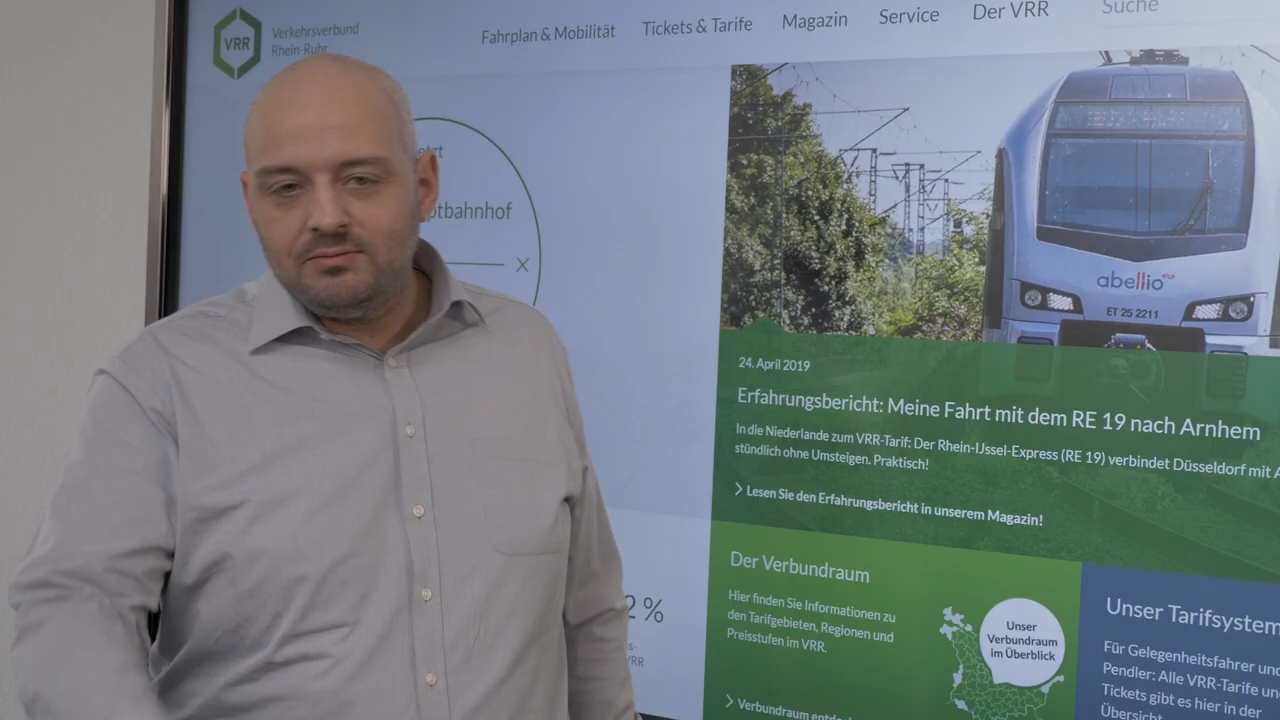 VRR
Verkehrsverbund
Rhein-Ruhr
Fahrplan & Mobilität
Tickets & Tarife
Magazin
Service
Der VRR
Suche
abellio
ET 25 2211
24. April 2019
Erfahrungsbericht: Meine Fahrt mit dem RE 19 nach Arnhem
In die Niederlande zum VRR-Tarif: Der Rhein-IJssel-Express (RE 19) verbindet Düsseldorf mit
stündlich ohne Umsteigen. Praktisch!
Lesen Sie den Erfahrungsbericht in unserem Magazin!
2 %
Der Verbundraum
Hier finden Sie Informationen zu
den Tarifgebieten, Regionen und
Preisstufen im VRR.
Verbundraum
Unser
Verbundraum
im Überblick
Unser Tarifsystem
Für Gelegenheitsfahrer
Pendler: Alle VRR-Tarife
Tickets gibt es hier in der